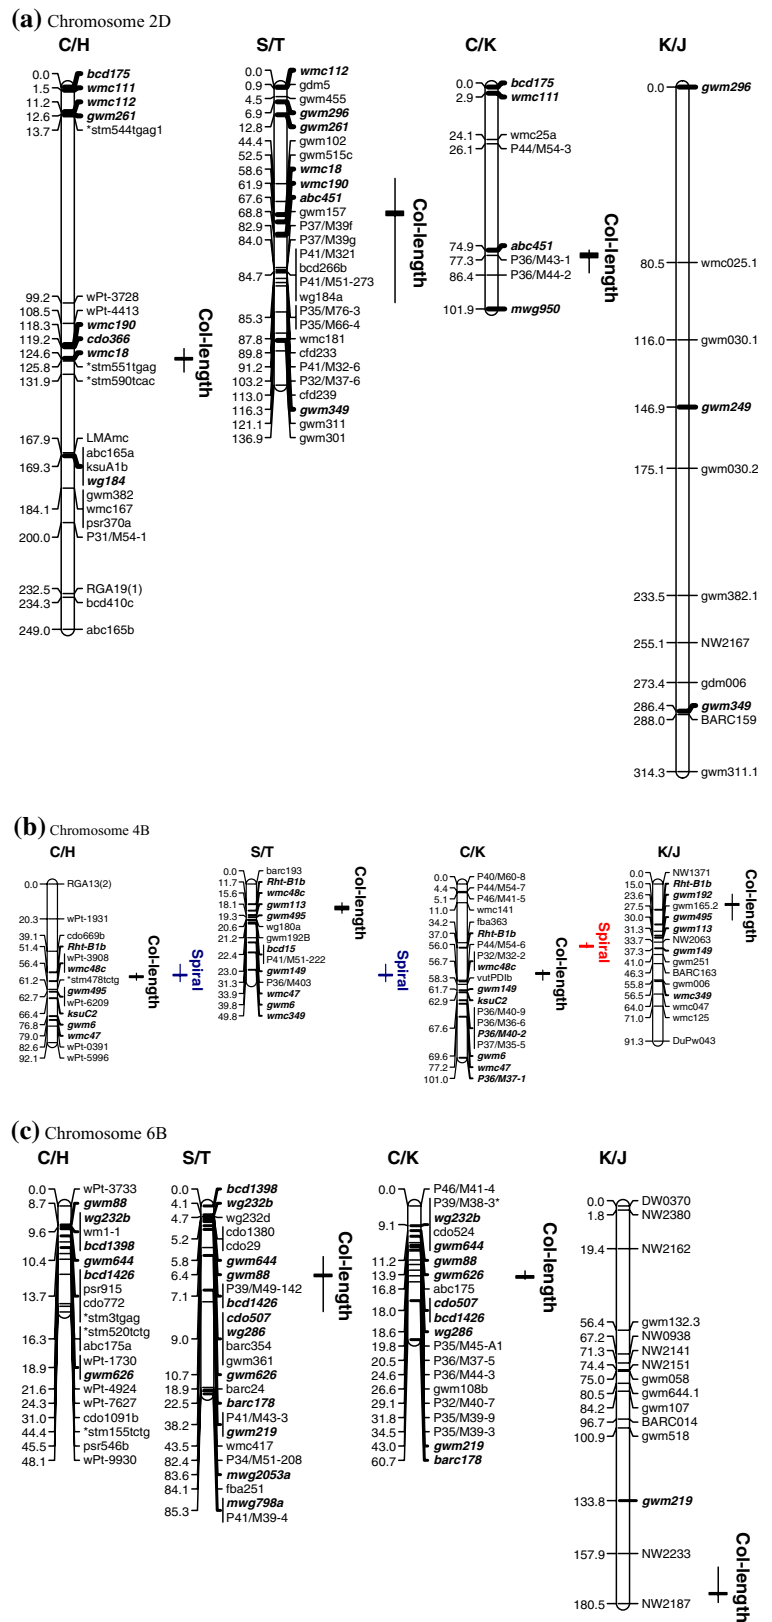 (a) Chromosome 2D
C/H
0.0 bcd175
1.5 wmc111
11.2 wmc112
12.6 gwm261
13.7 *stm544tgag1
99.2 wPt-3728
108.5 wPt-4413
118.3 wmc190
119.2 cdo366
124.6 wmc18
125.8 *stm551tgag
131.9 *stm590tcac
167.9 LMAmc
abc165a
169.3 ksuA1b
wg184
gwm382
184.1 wmc167
psr370a
200.0 P31/M54-1
232.5 RGA19(1)
234.3 bcd410c
249.0 abc165b
Col-length
S/T
0.0 wmc112
0.9 gdm5
4.5 gwm455
6.9 gwm296
12.8 gwm261
44.4 gwm102
52.5 gwm515c
58.6 wmc18
61.9 wmc190
67.6 abc451
68.8 gwm157
82.9 P37/M39f
84.0 P37/M39g
P41/M321
bcd266b
84.7 P41/M51-273
wg184a
P35/M76-3
85.3 P35/M66-4
87.8 wmc181
89.8 cfd233
91.2 P41/M32-6
103.2 P32/M37-6
113.0 cfd239
116.3 gwm349
121.1 gwm311
136.9 gwm301
Col-length
C/K
0.0 bcd175
2.9 wmc111
24.1 wmc25a
26.1 P44/M54-3
74.9 abc451
77.3 P36/M43-1
86.4 P36/M44-2
101.9 mwg950
Col-length
K/J
0.0 gwm296
80.5 wmc025.1
116.0 gwm030.1
146.9 gwm249
175.1 gwm030.2
233.5 gwm382.1
255.1 NW2167
273.4 gdm006
286.4 gwm349
288.0 BARC159
314.3 gwm311.1
(b) Chromosome 4B
C/H
0.0 RGA13(2)
20.3 wPt-1931
39.1 cdo669b
51.4 Rht-B1b
wPt-3908
56.4 wmc48c
61.2 *stm478tctg
gwm495
62.7 wPt-6209
66.4 ksuC2
76.8 gwm6
79.0 wmc47
82.6 wPt-0391
92.1 wPt-5996
Col-length
Spiral
S/T
0.0 barc193
11.7 Rht-B1b
15.6 wmc48c
18.1 gwm113
19.3 gwm495
20.6 wg180a
21.2 gwm192B
22.4 bcd15
P41/M51-222
23.0 gwm149
31.3 P36/M403
33.9 wmc47
39.8 gwm6
49.8 wmc349
Col-length
Spiral
C/K
0.0 P40/M60-8
4.4 P44/M54-7
5.1 P46/M41-5
11.0 wmc141
34.2 fba363
37.0 Rht-B1b
56.0 P44/M54-6
P32/M32-2
56.7 wmc48c
58.3 vutPDIb
61.7 gwm149
62.9 ksuC2
P36/M40-9
P36/M36-6
67.6 P36/M40-2
P37/M35-5
69.6 gwm6
77.2 wmc47
101.0 P36/M37-1
Col-length
Spiral
K/J
0.0 NW1371
15.0 Rht-B1b
23.6 gwm192
27.5 gwm165.2
30.0 gwm495
31.3 gwm113
33.7 NW2063
37.3 gwm149
41.0 gwm251
46.3 BARC163
55.8 gwm006
56.5 wmc349
64.0 wmc047
71.0 wmc125
91.3 DuPw043
Col-length
(c) Chromosome 6B
C/H
0.0 wPt-3733
8.7 gwm88
wg232b
9.6 wm1-1
bcd1398
10.4 gwm644
bcd1426
13.7 psr915
cdo772
*stm3tgag
16.3 *stm520tctg
abc175a
18.9 wPt-1730
gwm626
21.6 wPt-4924
24.3 wPt-7627
31.0 cdo1091b
44.4 *stm155tctg
45.5 psr546b
48.1 wPt-9930
S/T
0.0 bcd1398
4.1 wg232b
4.7 wg232d
5.2 cdo1380
cdo29
5.8 gwm644
6.4 gwm88
7.1 P39/M49-142
bcd1426
cdo507
9.0 wg286
barc354
gwm361
10.7 gwm626
18.9 barc24
22.5 barc178
38.2 P41/M43-3
gwm219
43.5 wmc417
82.4 P34/M51-208
83.6 mwg2053a
84.1 fba251
85.3 mwg798a
P41/M39-4
Col-length
C/K
0.0 P46/M41-4
P39/M38-3*
9.1 wg232b
cdo524
gwm644
11.2 gwm88
13.9 gwm626
16.8 abc175
18.0 cdo507
bcd1426
18.6 wg286
19.8 P35/M45-A1
20.5 P36/M37-5
24.6 P36/M44-3
26.6 gwm108b
29.1 P32/M40-7
31.8 P35/M39-9
34.5 P35/M39-3
43.0 gwm219
60.7 barc178
Col-length
K/J
0.0 DW0370
1.8 NW2380
19.4 NW2162
56.4 gwm132.3
67.2 NW0938
71.3 NW2141
74.4 NW2151
75.0 gwm058
80.5 gwm644.1
84.2 gwm107
96.7 BARC014
100.9 gwm518
133.8 gwm219
157.9 NW2233
180.5 NW2187
Col-length